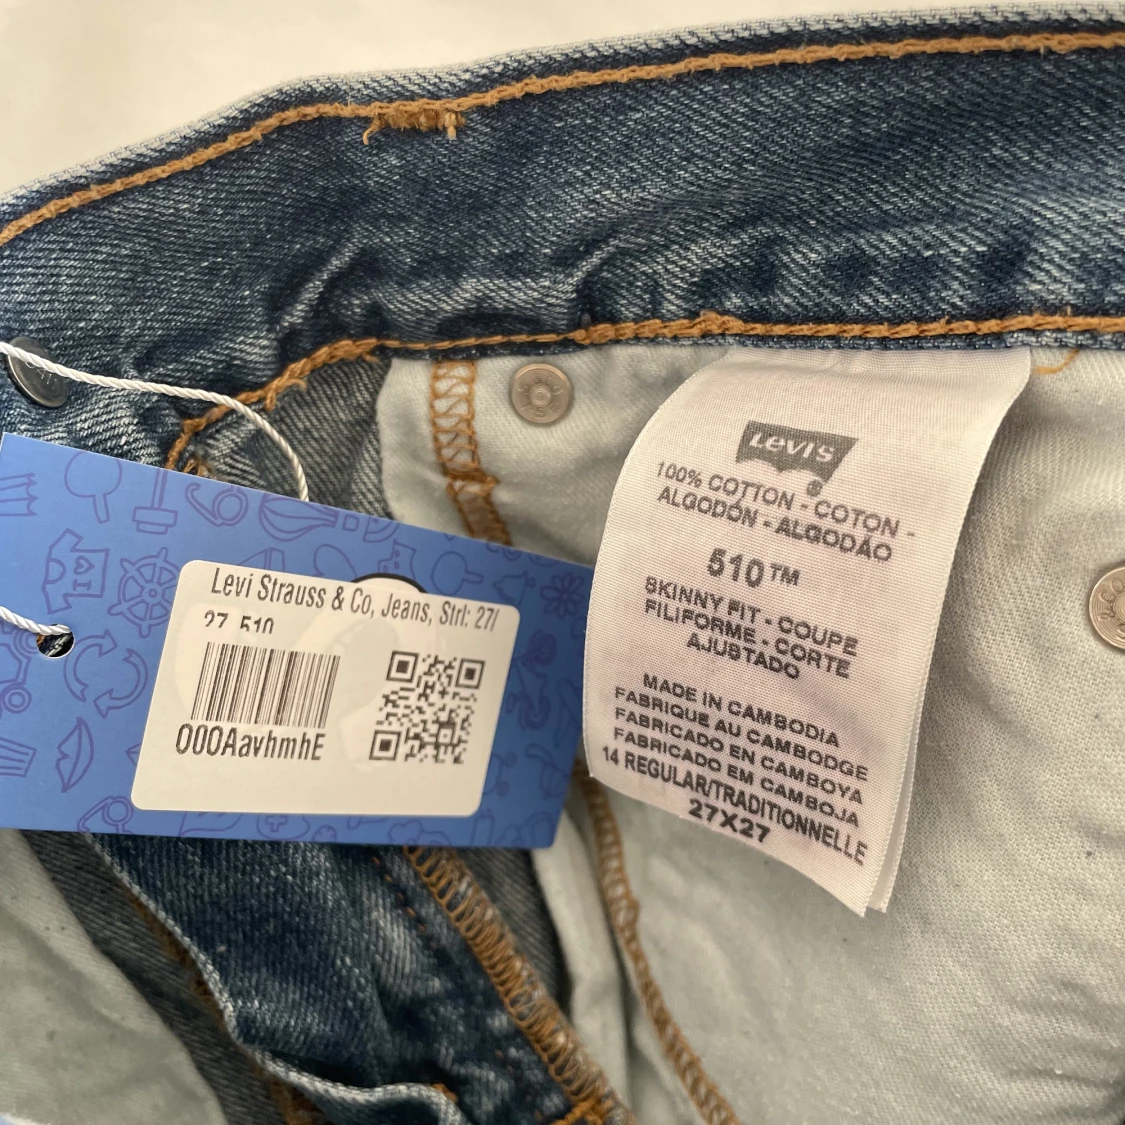 Levi Strauss & Co, Jeans, Strl: 27/
27 510
000AavhmhE
LEVI'S
100% COTTON - COTON -
ALGODÓN - ALGODÃO
510™
SKINNY FIT - COUPE
FILIFORME - CORTE
AJUSTADO
MADE IN CAMBODIA
FABRIQUE AU CAMBODGE
FABRICADO EN CAMBOYA
FABRICADO EM CAMBOJA
14 REGULAR/TRADITIONNELLE
27X27